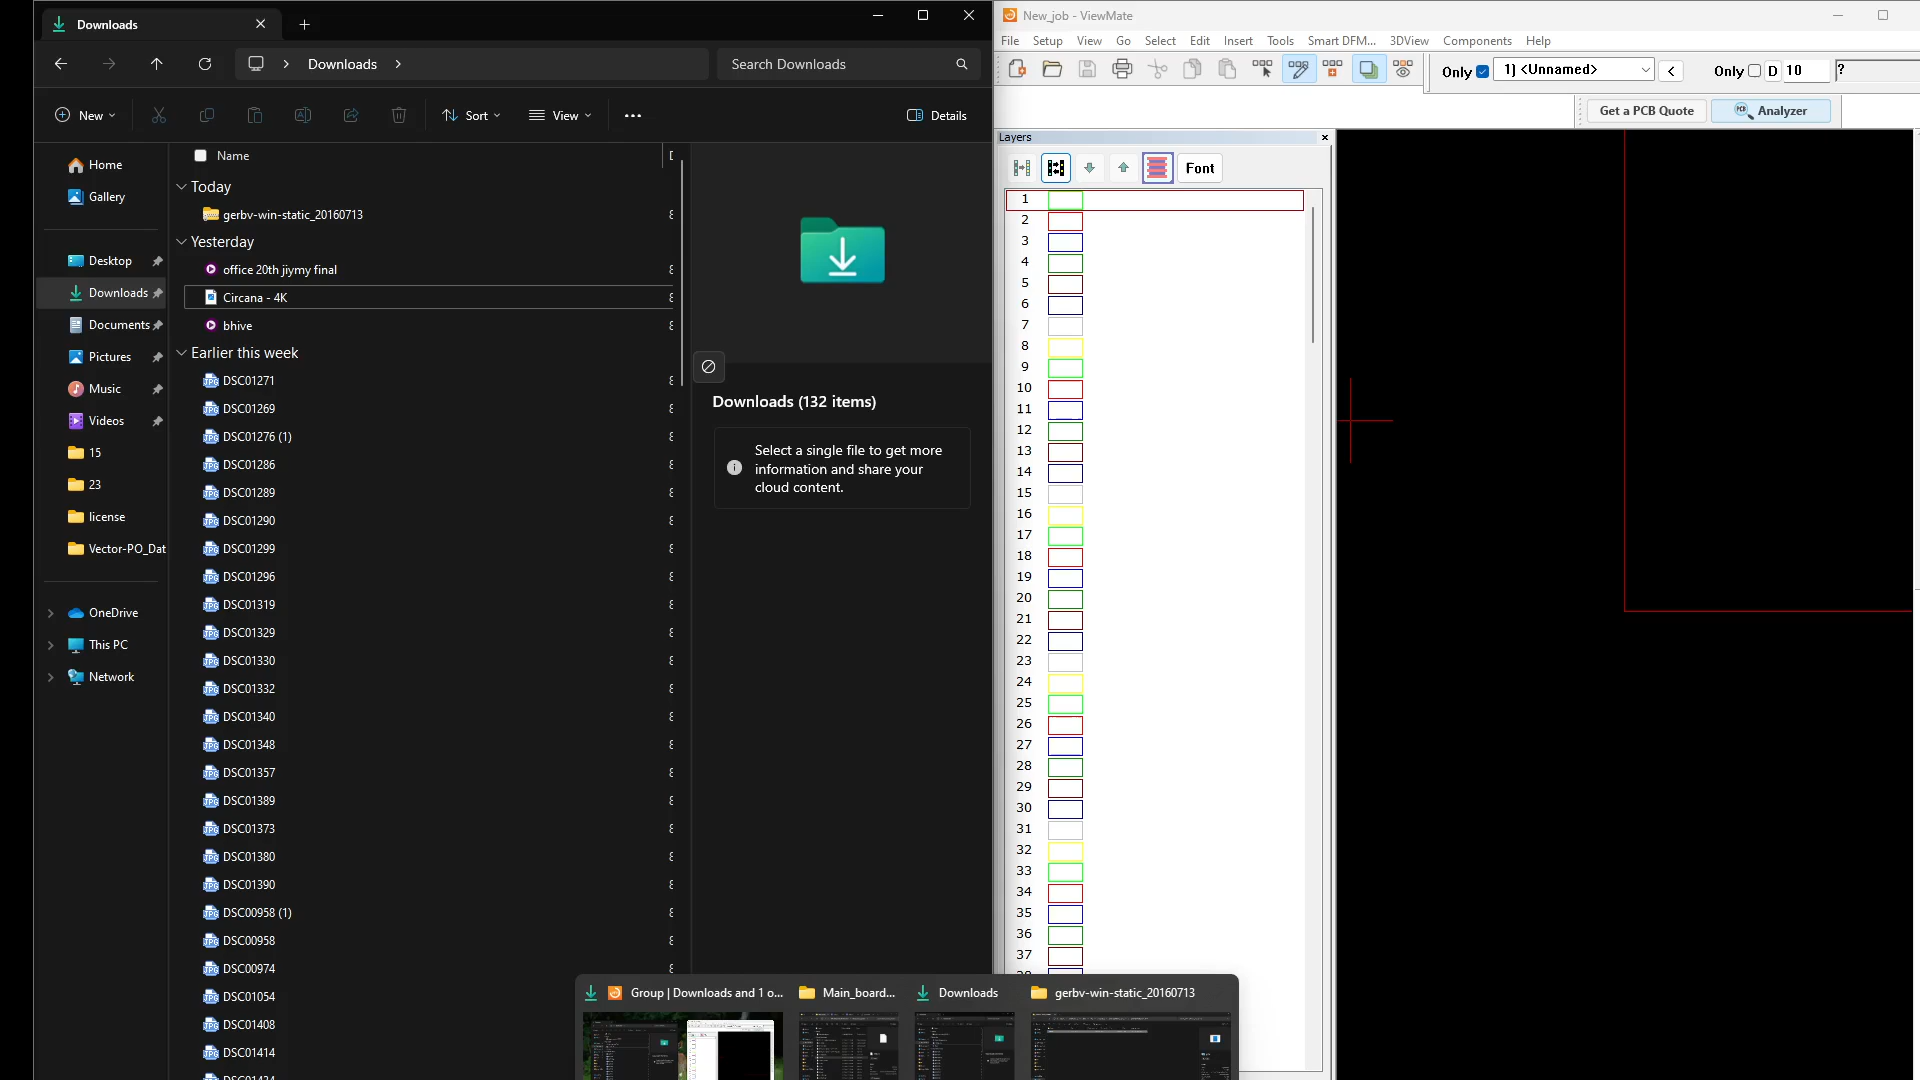 Downloads
Downloads
Search Downloads
New
Sort
View
Details
Home
Gallery
Desktop
Downloads
Documents
Pictures
Music
Videos
15
23
license
Vector-PO_Dat
OneDrive
This PC
Network
Name
Today
gerbv-win-static_20160713
Yesterday
office 20th jiymy final
Circana - 4K
bhive
Earlier this week
DSC01271
DSC01269
DSC01276 (1)
DSC01286
DSC01289
DSC01290
DSC01299
DSC01296
DSC01319
DSC01329
DSC01330
DSC01332
DSC01340
DSC01348
DSC01357
DSC01389
DSC01373
DSC01380
DSC01390
DSC00958 (1)
DSC00958
DSC00974
DSC01054
DSC01408
DSC01414
Downloads (132 items)
Select a single file to get more
information and share your
cloud content.
New_job - ViewMate
File Setup View Go Select Edit Insert Tools Smart DFM... 3DView Components Help
Only 1) <Unnamed> < Only D 10 ?
Get a PCB Quote
Analyzer
Layers
Font
1
2
3
4
5
6
7
8
9
10
11
12
13
14
15
16
17
18
19
20
21
22
23
24
25
26
27
28
29
30
31
32
33
34
35
36
37
Group | Downloads and 1 o...
Main_board...
Downloads
gerbv-win-static_20160713